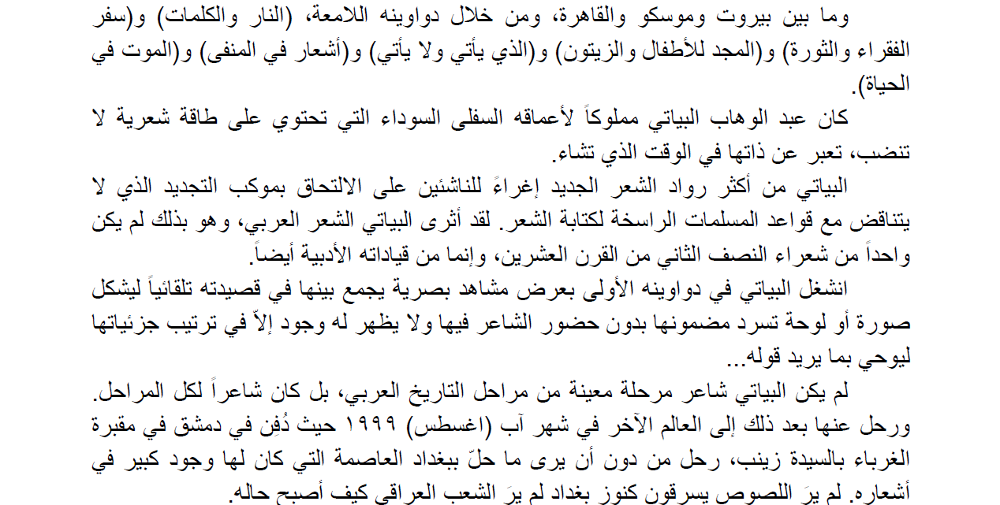 وما بين بيروت وموسكو والقاهرة، ومن خلال دواوينه اللامعة، (النار والكلمات) و(سفر
الفقراء والثورة) و(المجد للأطفال والزيتون) و(الذي يأتي ولا يأتي) و(أشعار في المنفى) و(الموت في
الحياة).
كان عبد الوهاب البياتي مملوكاً لأعماقه السفلى السوداء التي تحتوي على طاقة شعرية لا
تنضب، تعبر عن ذاتها في الوقت الذي تشاء.
البياتي من أكثر رواد الشعر الجديد إغراءً للناشئين على الالتحاق بموكب التجديد الذي لا
يتناقض مع قواعد المسلمات الراسخة لكتابة الشعر. لقد أثرى البياتي الشعر العربي، وهو بذلك لم يكن
واحداً من شعراء النصف الثاني من القرن العشرين، وإنما من قياداته الأدبية أيضاً.
انشغل البياتي في دواوينه الأولى بعرض مشاهد بصرية يجمع بينها في قصيدته تلقائياً ليشكل
صورة أو لوحة تسرد مضمونها بدون حضور الشاعر فيها ولا يظهر له وجود إلاّ في ترتيب جزئياتها
ليوحي بما يريد قوله...
لم يكن البياتي شاعر مرحلة معينة من مراحل التاريخ العربي، بل كان شاعراً لكل المراحل.
ورحل عنها بعد ذلك إلى العالم الآخر في شهر آب (اغسطس) ١٩٩٩ حيث دُفِن في دمشق في مقبرة
الغرباء بالسيدة زينب، رحل من دون أن يرى ما حلّ ببغداد العاصمة التي كان لها وجود كبير في
أشعاره. لم يرَ اللصوص يسرقون كنوز بغداد لم يرَ الشعب العراقي كيف أصبح حاله.